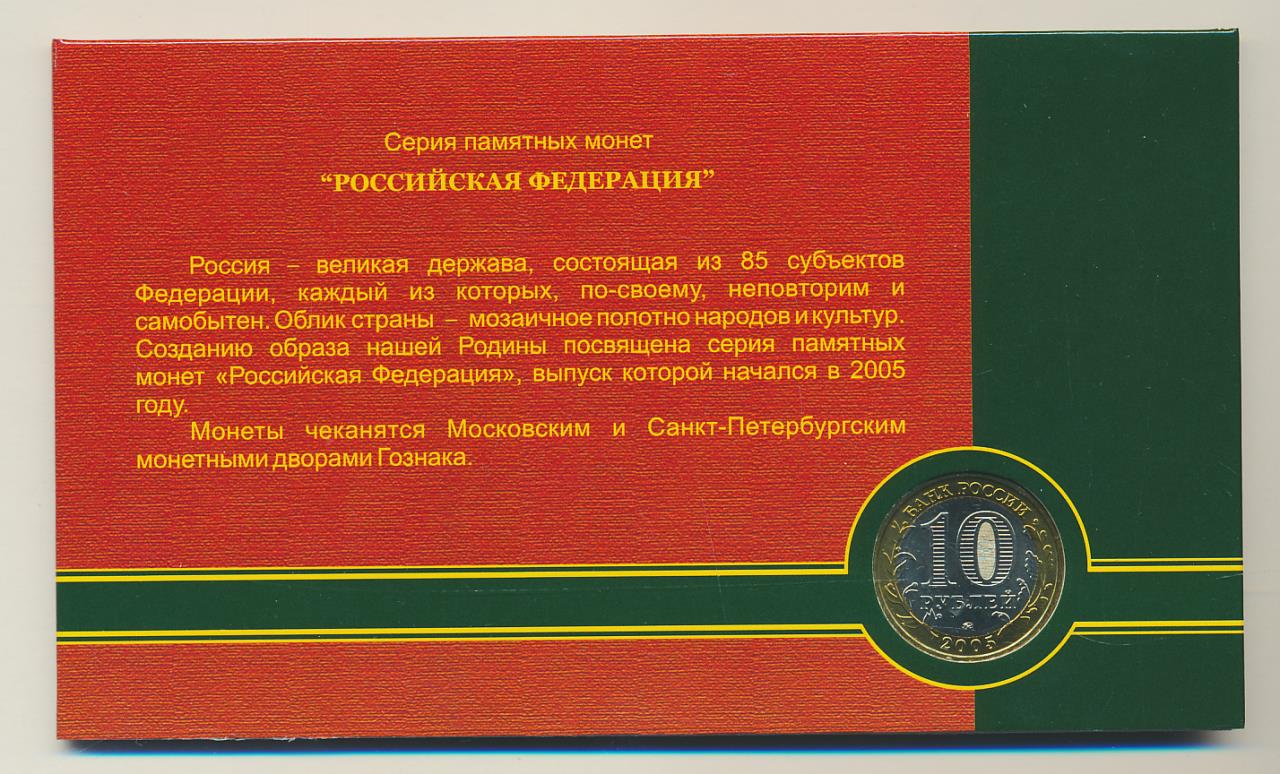 Серия памятных монет
“РОССИЙСКАЯ ФЕДЕРАЦИЯ”
Россия – великая держава, состоящая из 85 субъектов
Федерации, каждый из которых, по-своему, неповторим и
самобытен. Облик страны – мозаичное полотно народов и культур.
Созданию образа нашей Родины посвящена серия памятных
монет «Российская Федерация», выпуск которой начался в 2005
году.
Монеты чеканятся Московским и Санкт-Петербургским
монетными дворами Гознака.
БАНК РОССИИ
10
РУБЛЕЙ
2005